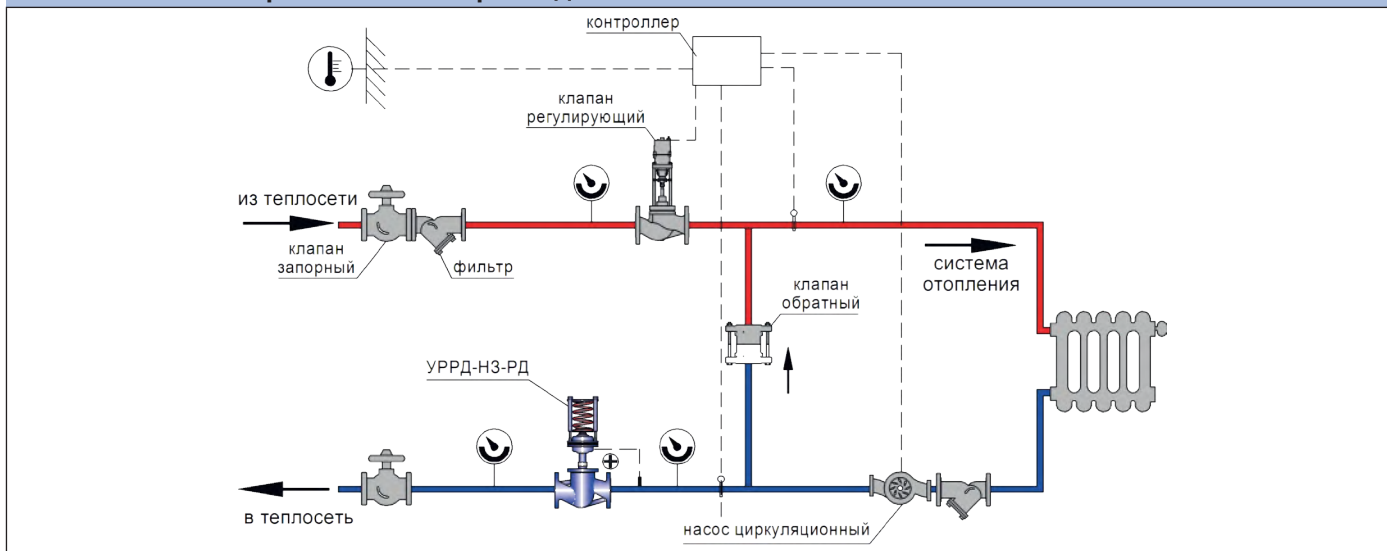 контроллер
клапан
регулирующий
из теплосети
клапан
запорный
фильтр
система
отопления
клапан
обратный
УРРД-НЗ-РД
в теплосеть
насос циркуляционный